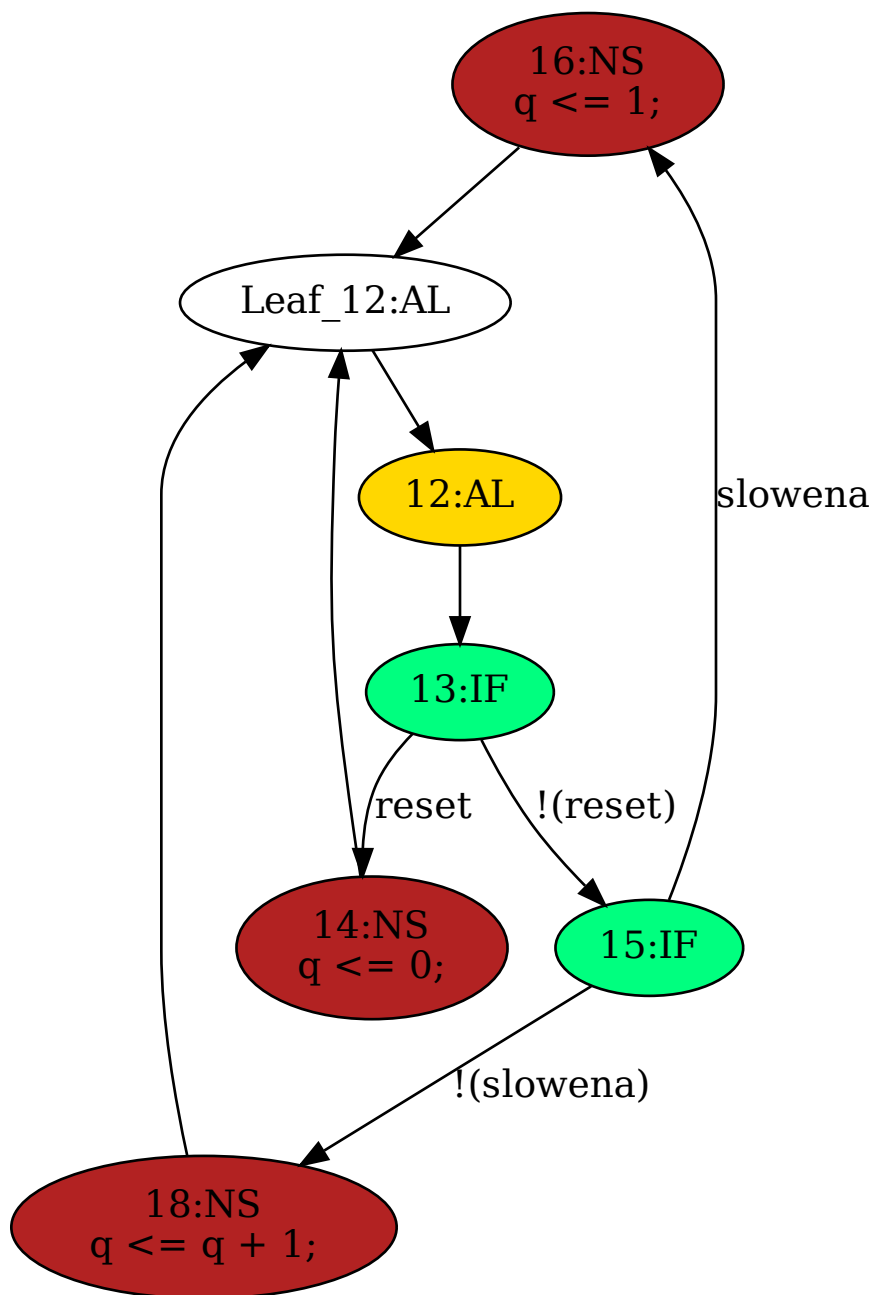 16:NS
q <= 1;
Leaf_12:AL
12:AL
slowena
13:IF
reset
!(reset)
14:NS
q <= 0;
15:IF
!(slowena)
18:NS
q <= q + 1;